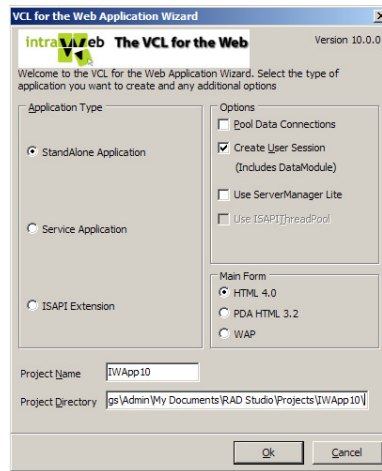 VCL for the Web Application Wizard
intraweb The VCL for the Web
Version 10.0.0
Welcome to the VCL for the Web Application Wizard. Select the type of
application you want to create and any additional options
Application Type
StandAlone Application
Service Application
ISAPI Extension
Options
Pool Data Connections
Create User Session
(Includes DataModule)
Use ServerManager Lite
Use ISAPIThreadPool
Main Form
HTML 4.0
PDA HTML 3.2
WAP
Project Name IWApp10
Project Directory gs\Admin\My Documents\RAD Studio\Projects\IWApp10\
Ok Cancel